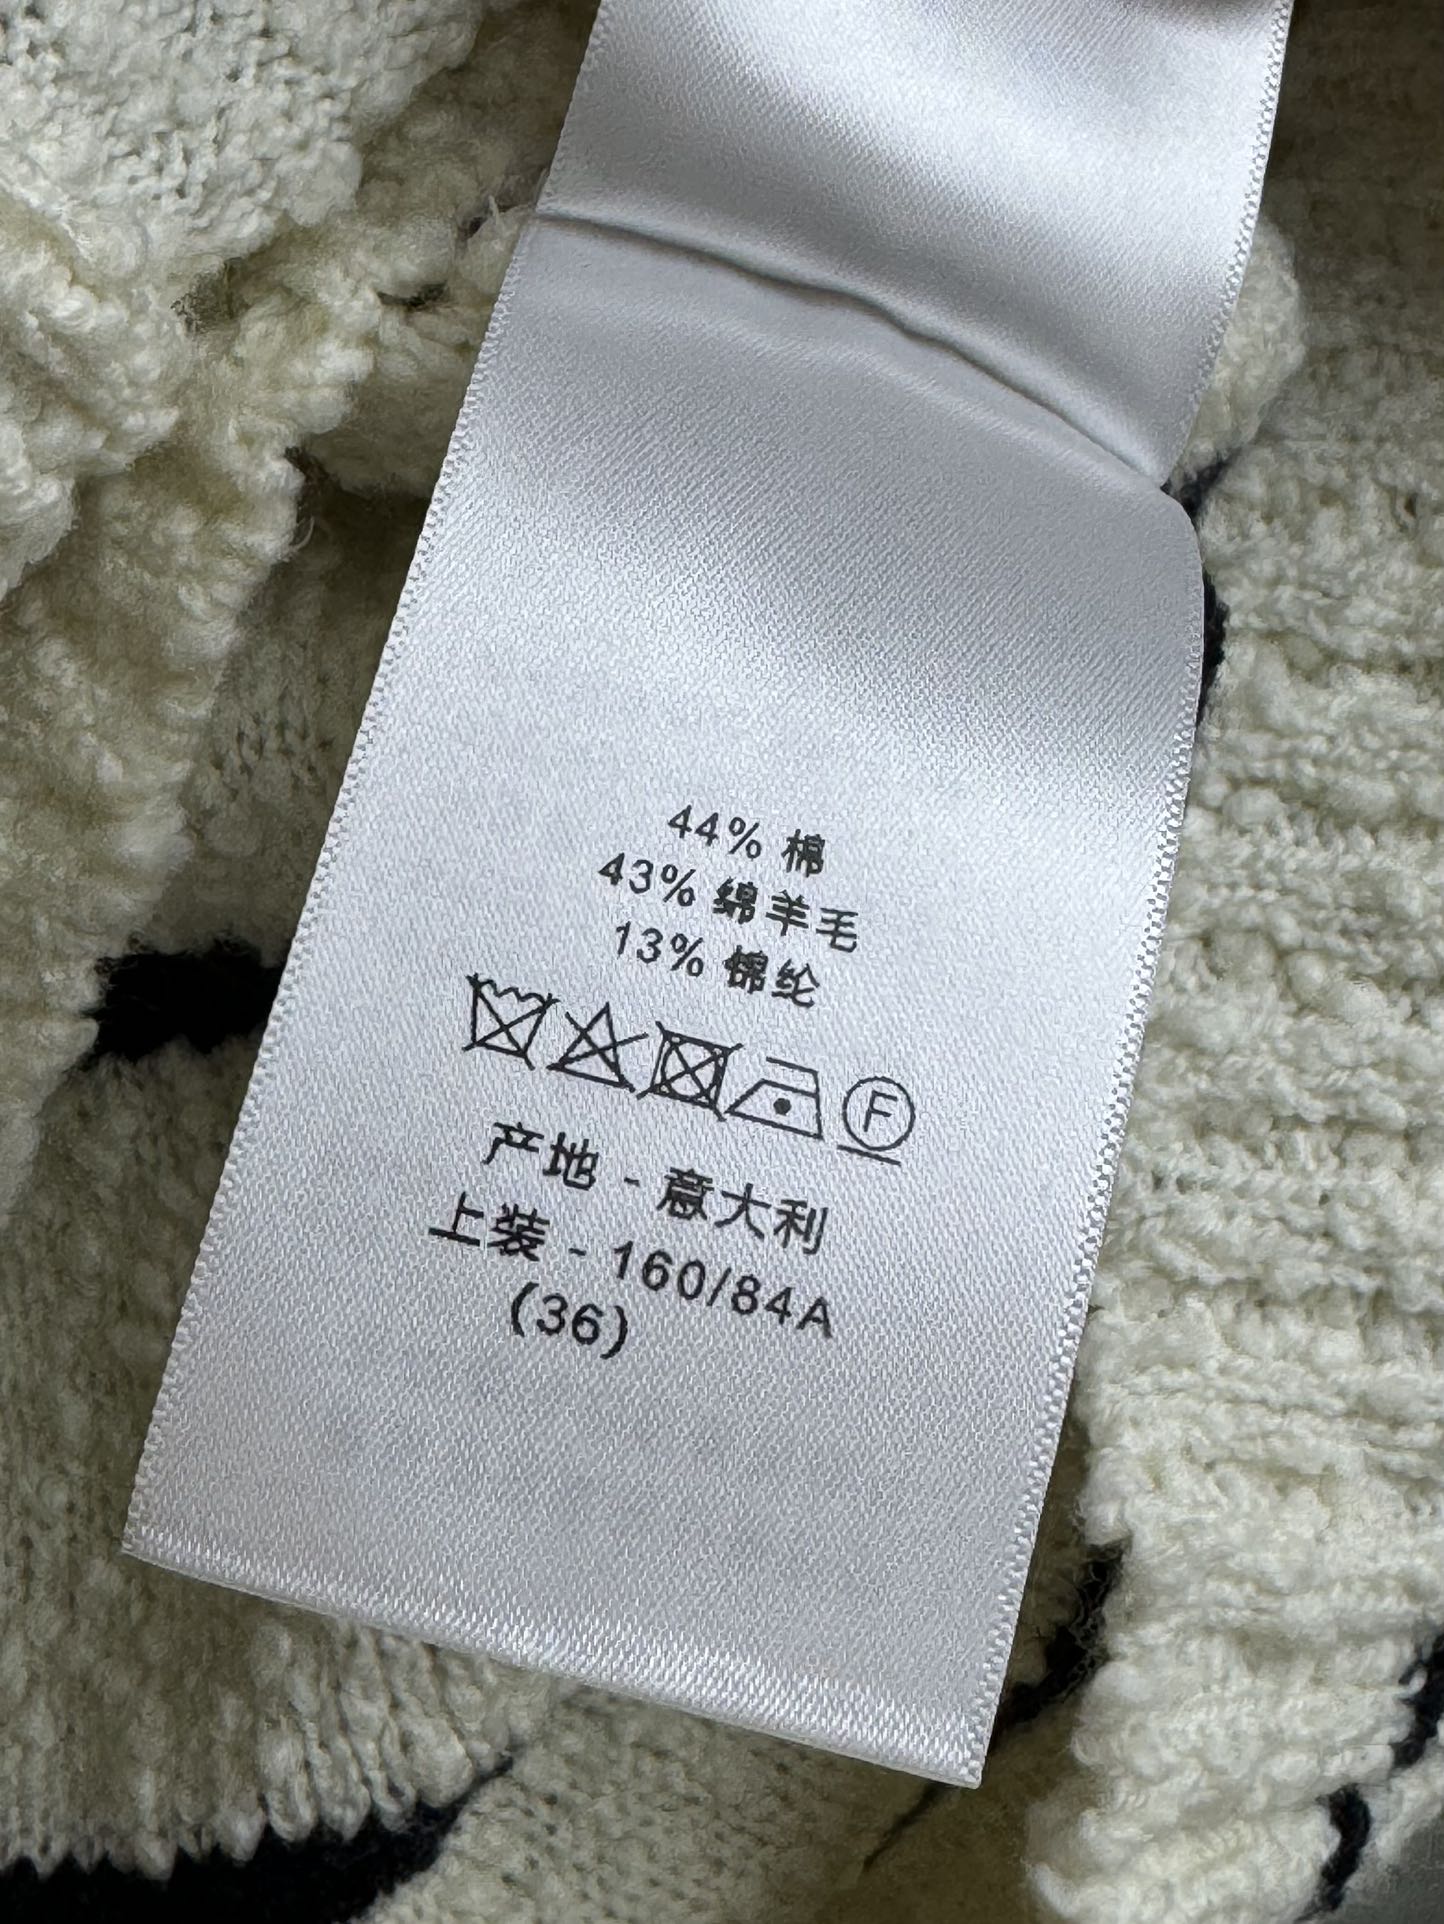 44% 棉
43% 绵羊毛
13% 锦纶
F
产地 - 意大利
上装 - 160/84A
(36)